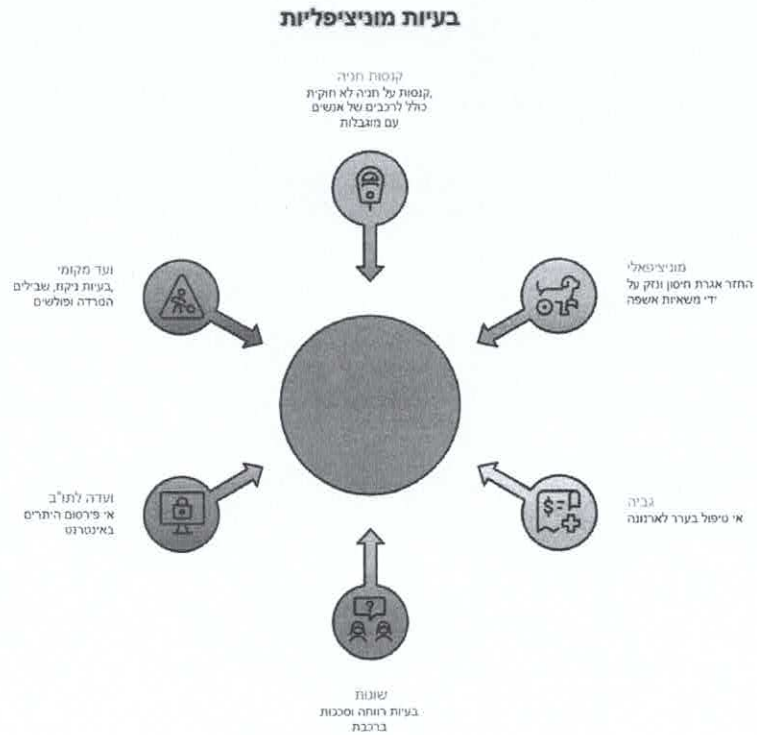 בעיות מוניציפליות
קנסות חניה
קנסות על חניה לא חוקית,
כולל לרכבים של אנשים
עם מוגבלות
מוניציפאלי
החזר אגרת חיסון ונזק על
ידי משאיות אשפה
ועד מקומי
בעיות ניקוז, שבילים,
הטרדה ופולשים
גביה
אי טיפול בערר לארנונה
$
ועדה לתו"ב
אי פירסום היתרים
באינטרנט
?
שונות
בעיות רווחה וסכנות
ברכבת